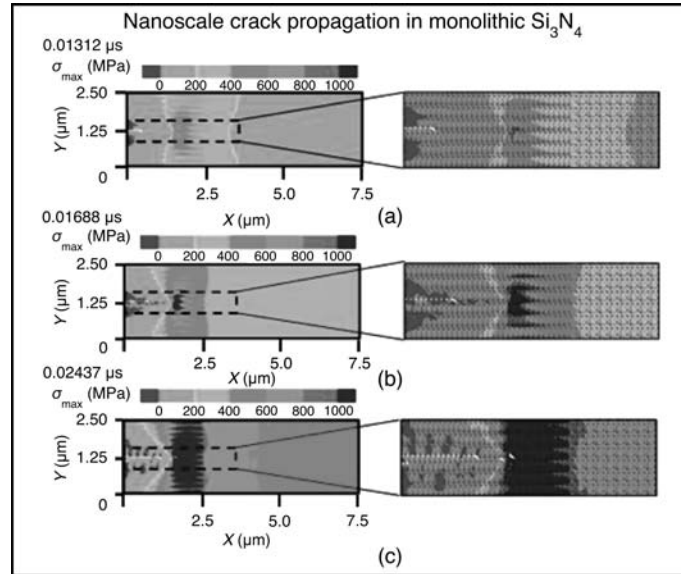 Nanoscale crack propagation in monolithic Si₃N₄
0.01312 μs
σmax (MPa)
0 200 400 600 800 1000
2.50
1.25
0
Y (μm)
2.5 5.0 7.5
X (μm)
(a)
0.01688 μs
σmax (MPa)
0 200 400 600 800 1000
2.50
1.25
0
Y (μm)
2.5 5.0 7.5
X (μm)
(b)
0.02437 μs
σmax (MPa)
0 200 400 600 800 1000
2.50
1.25
0
Y (μm)
2.5 5.0 7.5
X (μm)
(c)